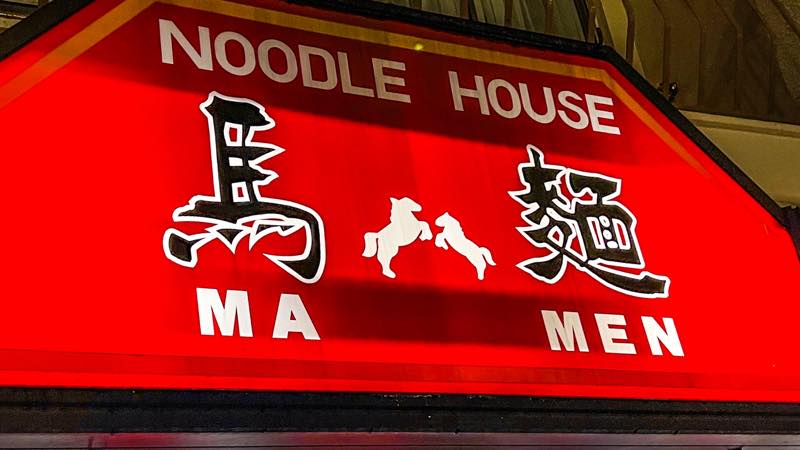 NOODLE HOUSE
馬 麺
MA MEN